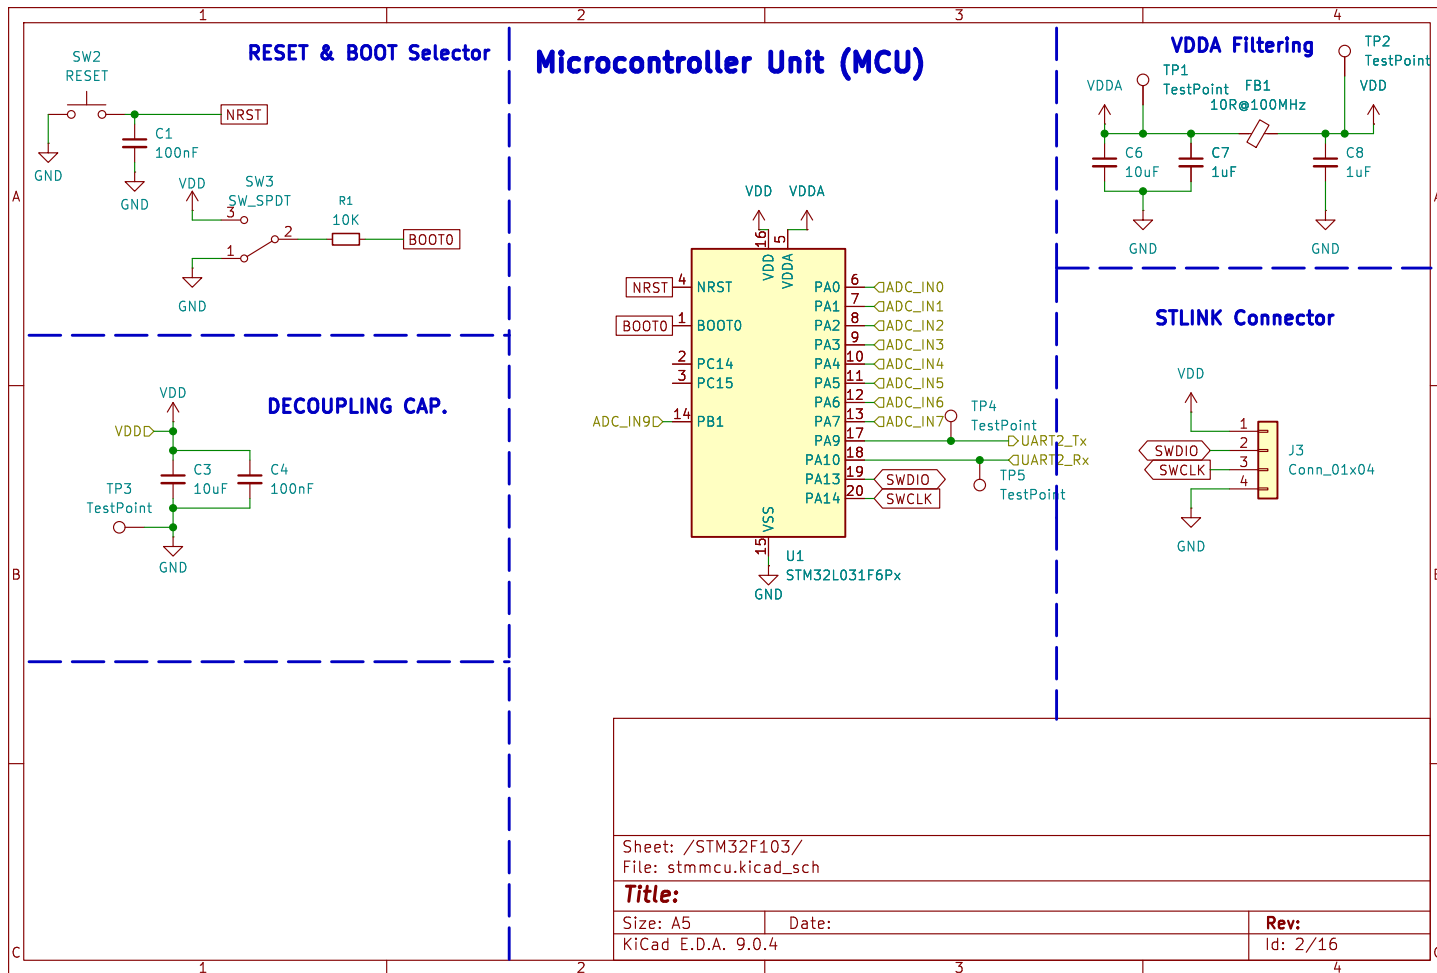 1 2 3 4
RESET & BOOT Selector
SW2
RESET
NRST
C1
100nF
GND
GND
VDD
SW3
SW_SPDT
3
2
1
R1
10K
BOOT0
GND
A
DECOUPLING CAP.
VDD
VDD
C3
10uF
C4
100nF
TP3
TestPoint
GND
B
Microcontroller Unit (MCU)
VDD VDDA
16 5
VDD VDDA
NRST 4 NRST
BOOT0 1 BOOT0
2 PC14
3 PC15
ADC_IN9 14 PB1
PA0 6 ADC_IN0
PA1 7 ADC_IN1
PA2 8 ADC_IN2
PA3 9 ADC_IN3
PA4 10 ADC_IN4
PA5 11 ADC_IN5
PA6 12 ADC_IN6
PA7 13 ADC_IN7
PA9 17 UART2_Tx
PA10 18 UART2_Rx
PA13 19 SWDIO
PA14 20 SWCLK
TP4
TestPoint
TP5
TestPoint
VSS
15
U1
STM32L031F6Px
GND
VDDA Filtering
VDDA
TP1
TestPoint
FB1
10R@100MHz
TP2
TestPoint
VDD
C6
10uF
C7
1uF
C8
1uF
GND
GND
STLINK Connector
VDD
1
SWDIO 2
SWCLK 3
4
J3
Conn_01x04
GND
Sheet: /STM32F103/
File: stmmcu.kicad_sch
Title:
Size: A5 Date: Rev:
KiCad E.D.A. 9.0.4 Id: 2/16
C
1 2 3 4